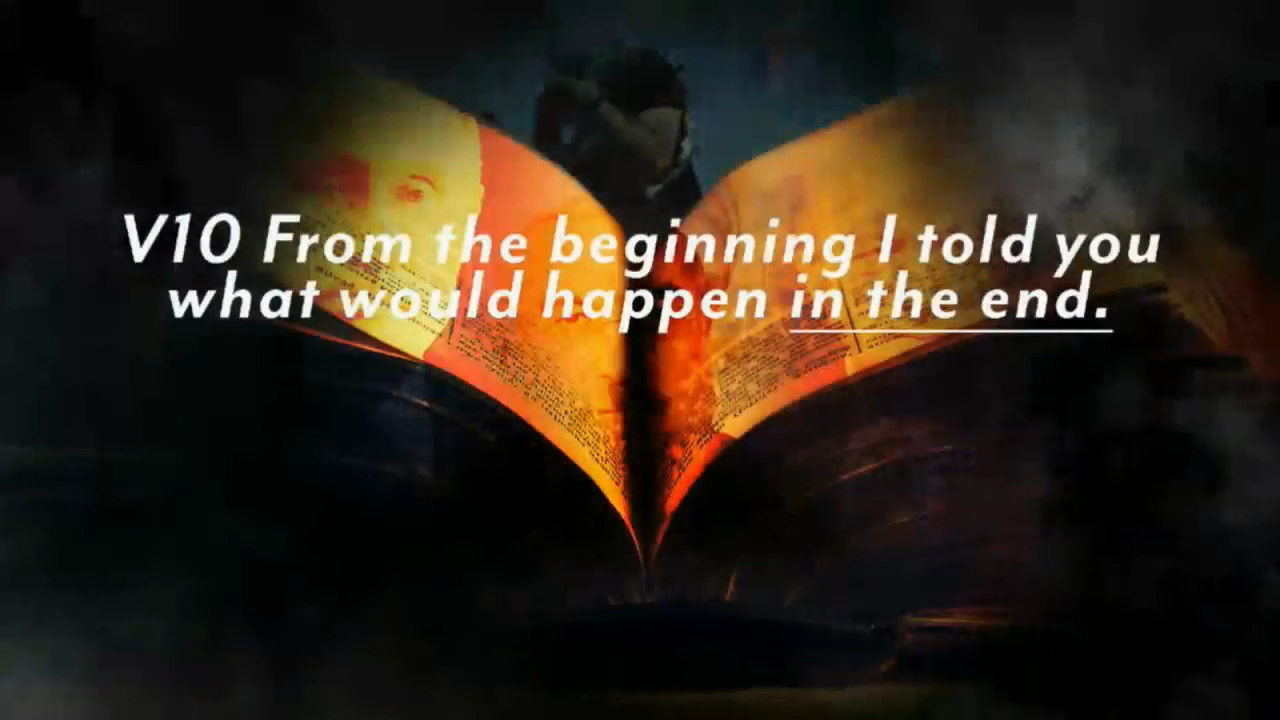 V10 From the beginning I told you
what would happen in the end.